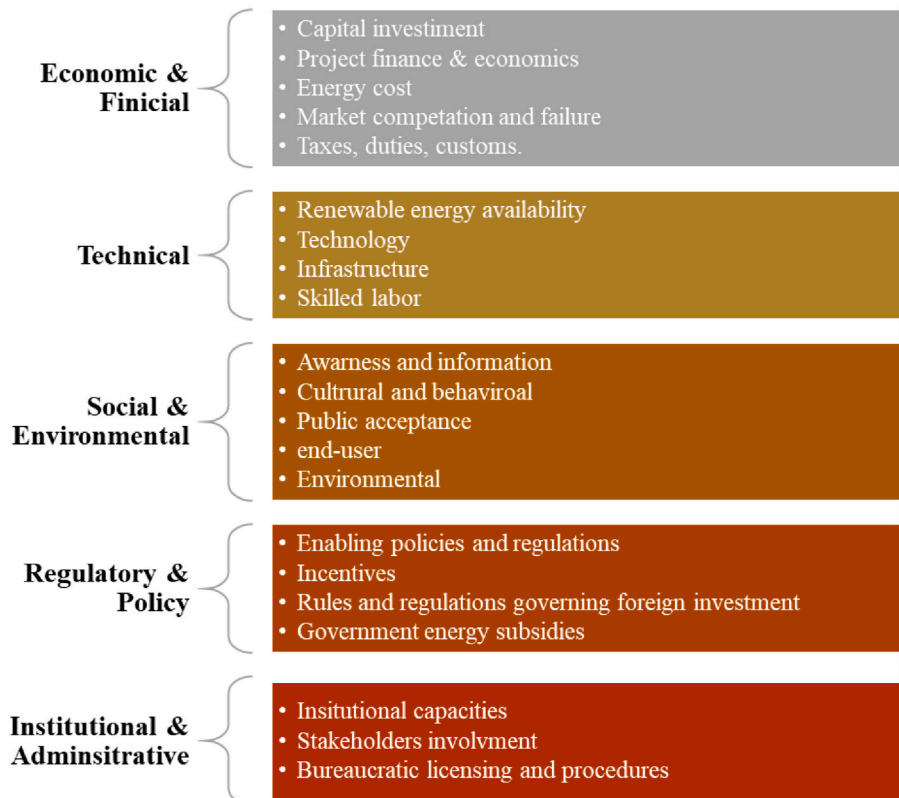 Economic &
Finicial
• Capital investiment
• Project finance & economics
• Energy cost
• Market competation and failure
• Taxes, duties, customs.
Technical
• Renewable energy availability
• Technology
• Infrastructure
• Skilled labor
Social &
Environmental
• Awarness and information
• Cultrural and behaviroal
• Public acceptance
• end-user
• Environmental
Regulatory &
Policy
• Enabling policies and regulations
• Incentives
• Rules and regulations governing foreign investment
• Government energy subsidies
Institutional &
Adminsitrative
• Insitutional capacities
• Stakeholders involvment
• Bureaucratic licensing and procedures